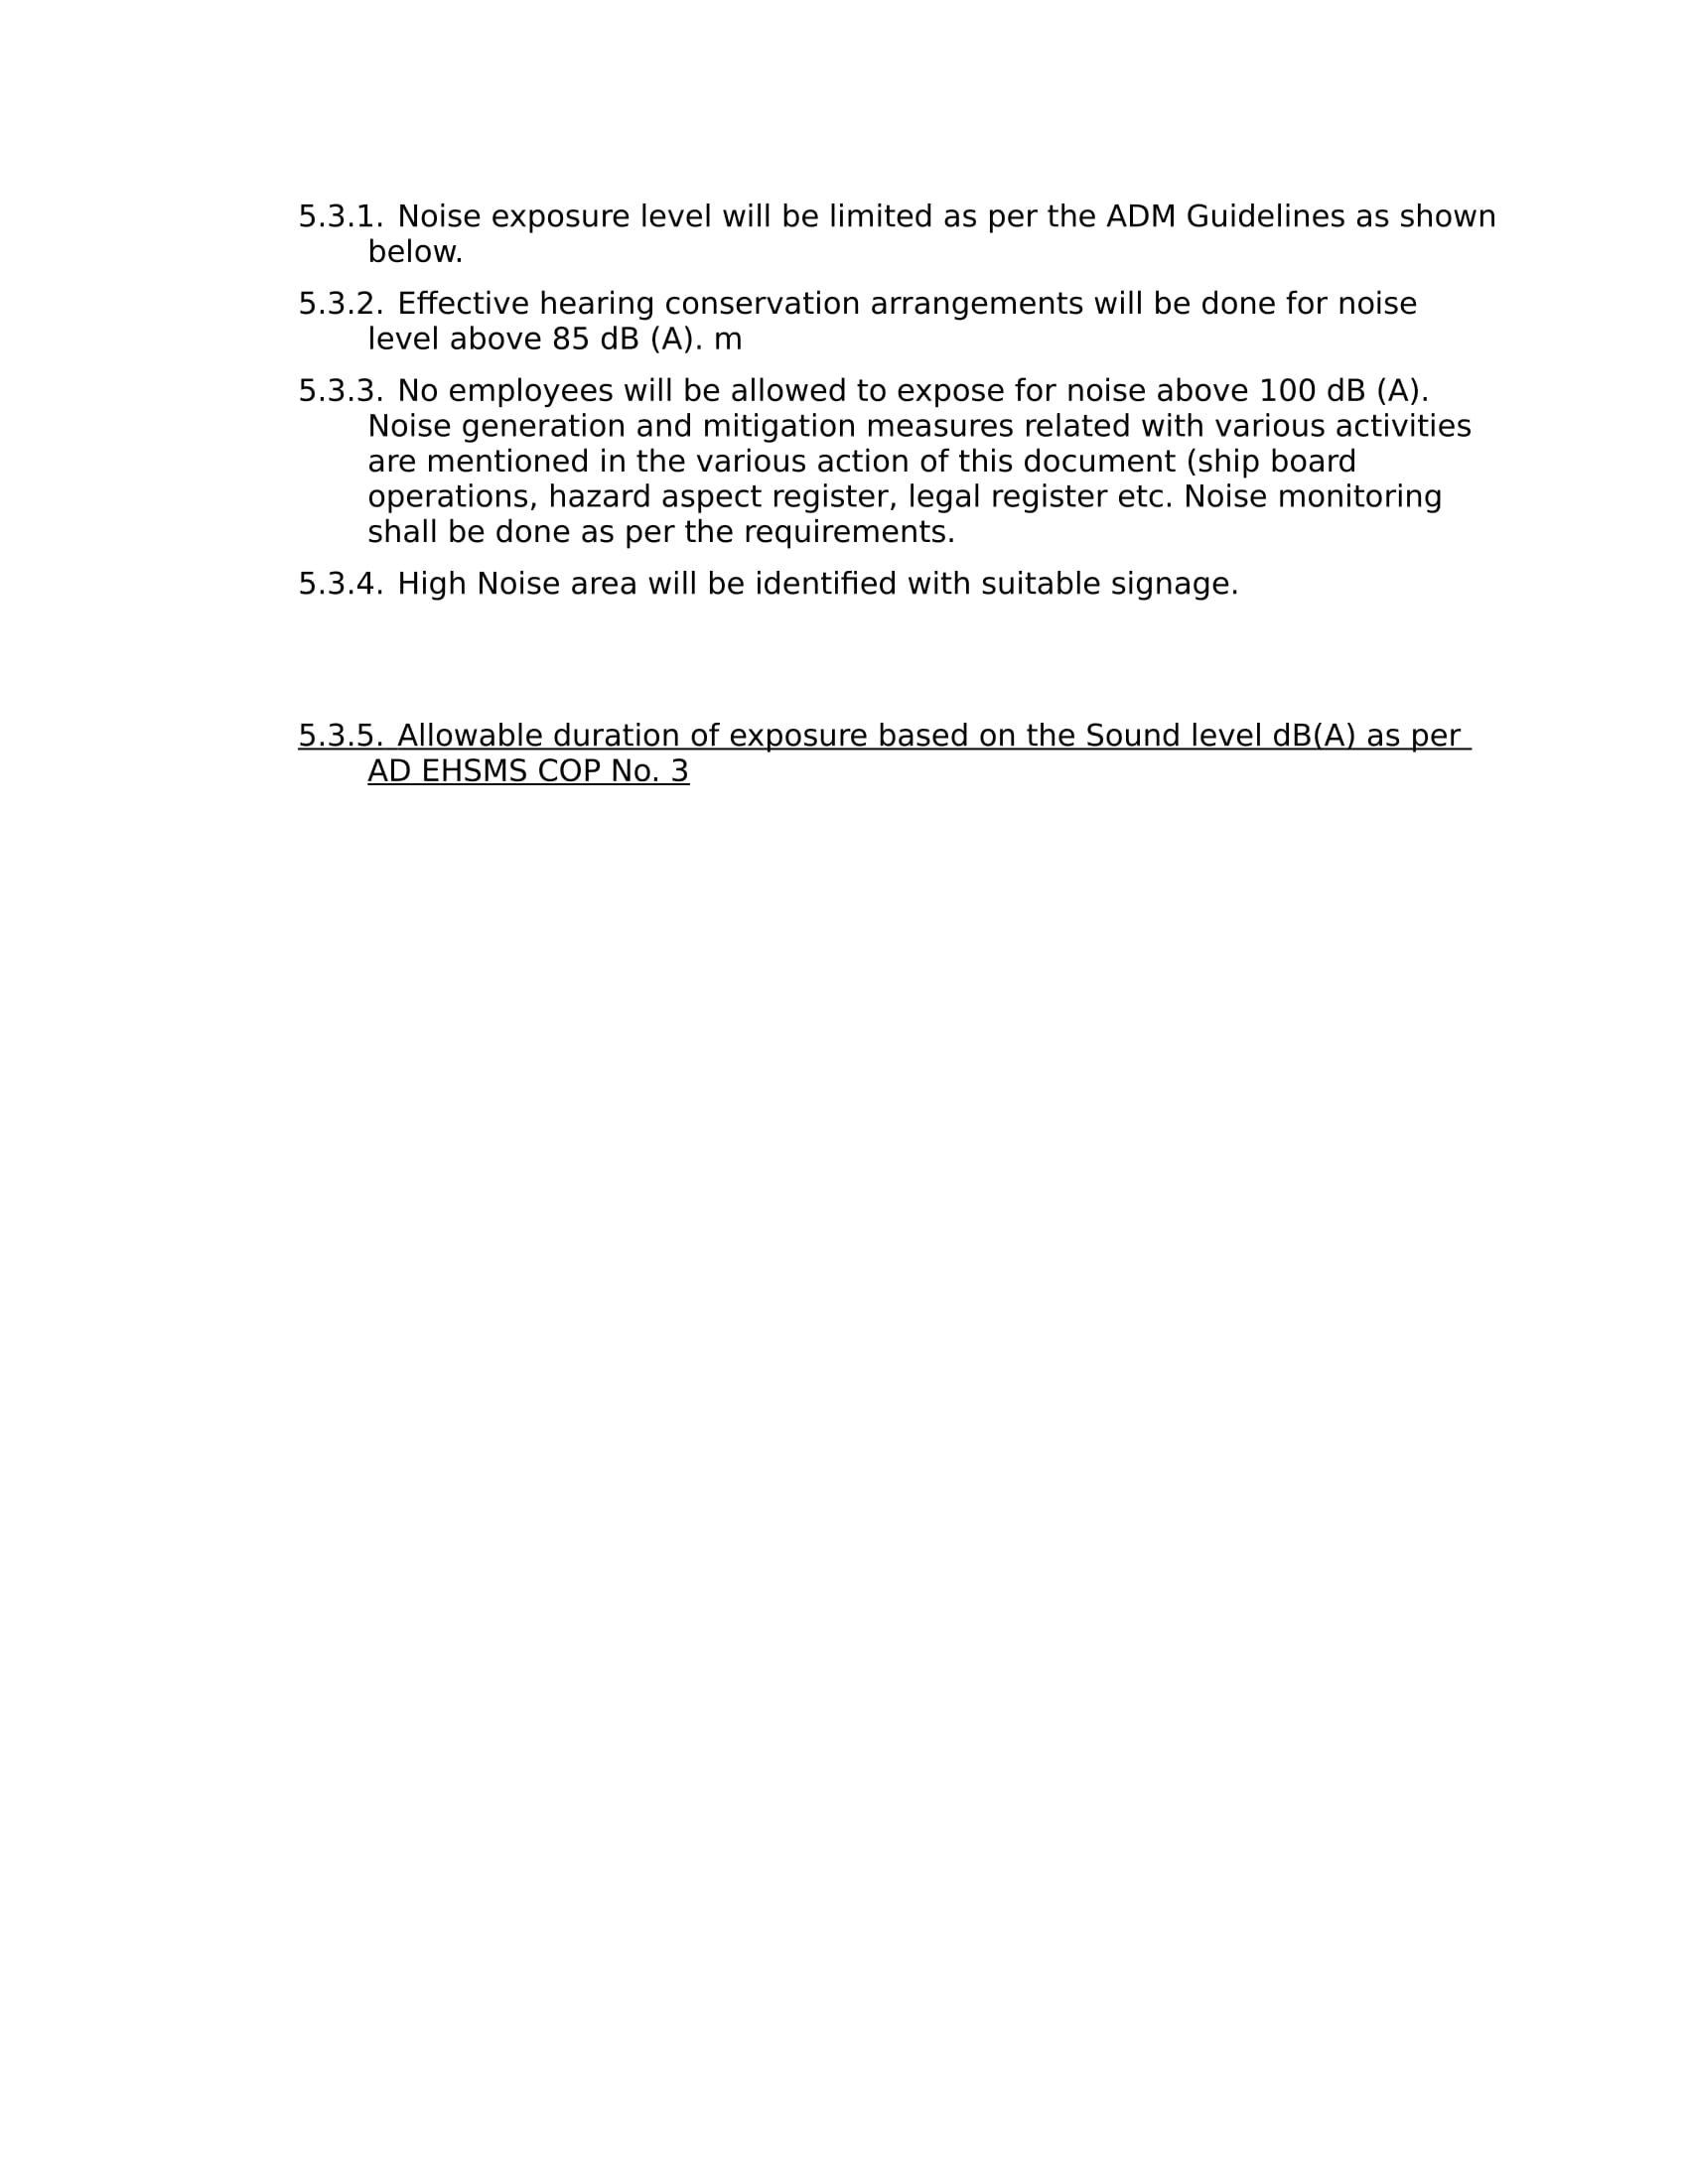 5.3.1. Noise exposure level will be limited as per the ADM Guidelines as shown
below.
5.3.2. Effective hearing conservation arrangements will be done for noise
level above 85 dB (A). m
5.3.3. No employees will be allowed to expose for noise above 100 dB (A).
Noise generation and mitigation measures related with various activities
are mentioned in the various action of this document (ship board
operations, hazard aspect register, legal register etc. Noise monitoring
shall be done as per the requirements.
5.3.4. High Noise area will be identified with suitable signage.
5.3.5. Allowable duration of exposure based on the Sound level dB(A) as per
AD EHSMS COP No. 3